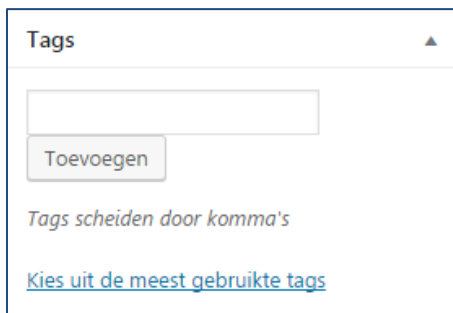 Tags
Toevoegen
Tags scheiden door komma's
Kies uit de meest gebruikte tags